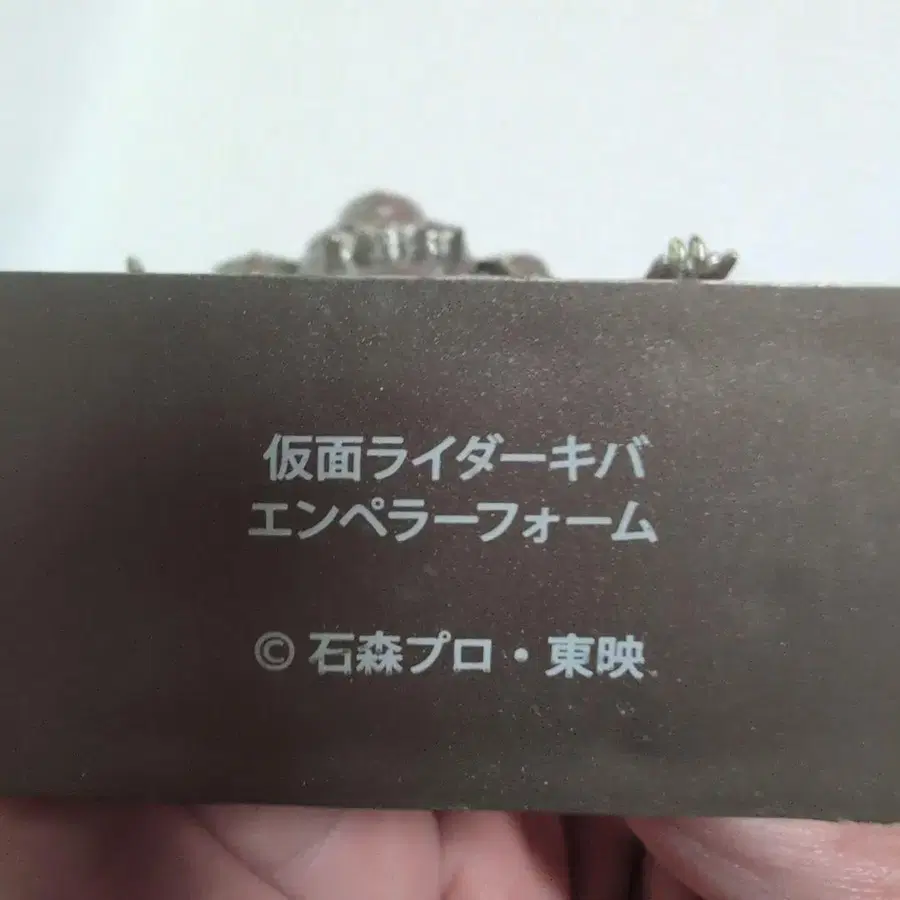 仮面ライダーキバ
エンペラーフォーム
© 石森プロ・東映